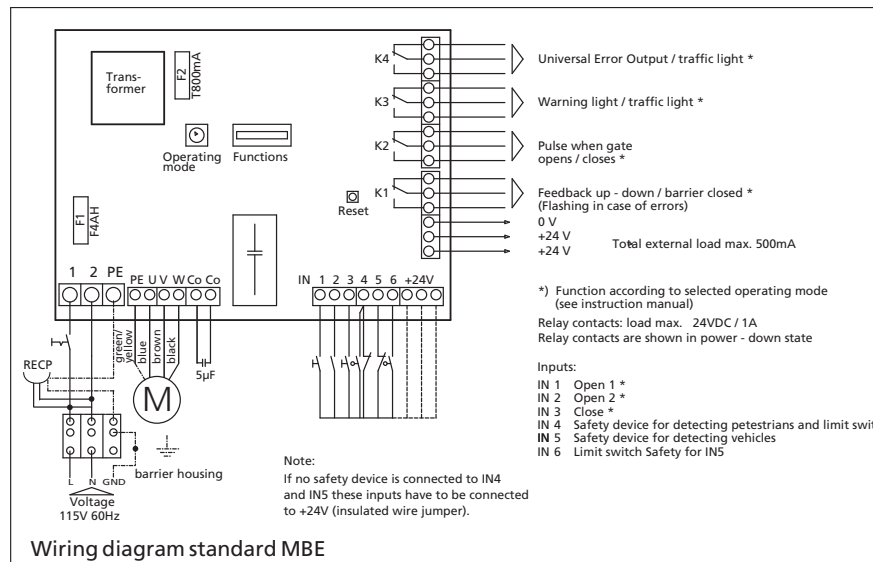 Trans-
former
F2
T800mA
Operating
mode
Functions
Reset
F1
F4AH
K4
K3
K2
K1
Universal Error Output / traffic light *
Warning light / traffic light *
Pulse when gate
opens / closes *
Feedback up - down / barrier closed *
(Flashing in case of errors)
0 V
+24 V
+24 V
Total external load max. 500mA
1 2 PE
PE U V W Co Co
IN 1 2 3 4 5 6 +24V
green/
yellow
blue
brown
black
5µF
M
RECP
L N GND
barrier housing
Voltage
115V 60Hz
*) Function according to selected operating mode
(see instruction manual)
Relay contacts: load max. 24VDC / 1A
Relay contacts are shown in power - down state
Inputs:
IN 1 Open 1 *
IN 2 Open 2 *
IN 3 Close *
IN 4 Safety device for detecting petestrians and limit swit
IN 5 Safety device for detecting vehicles
IN 6 Limit switch Safety for IN5
Note:
If no safety device is connected to IN4
and IN5 these inputs have to be connected
to +24V (insulated wire jumper).
Wiring diagram standard MBE